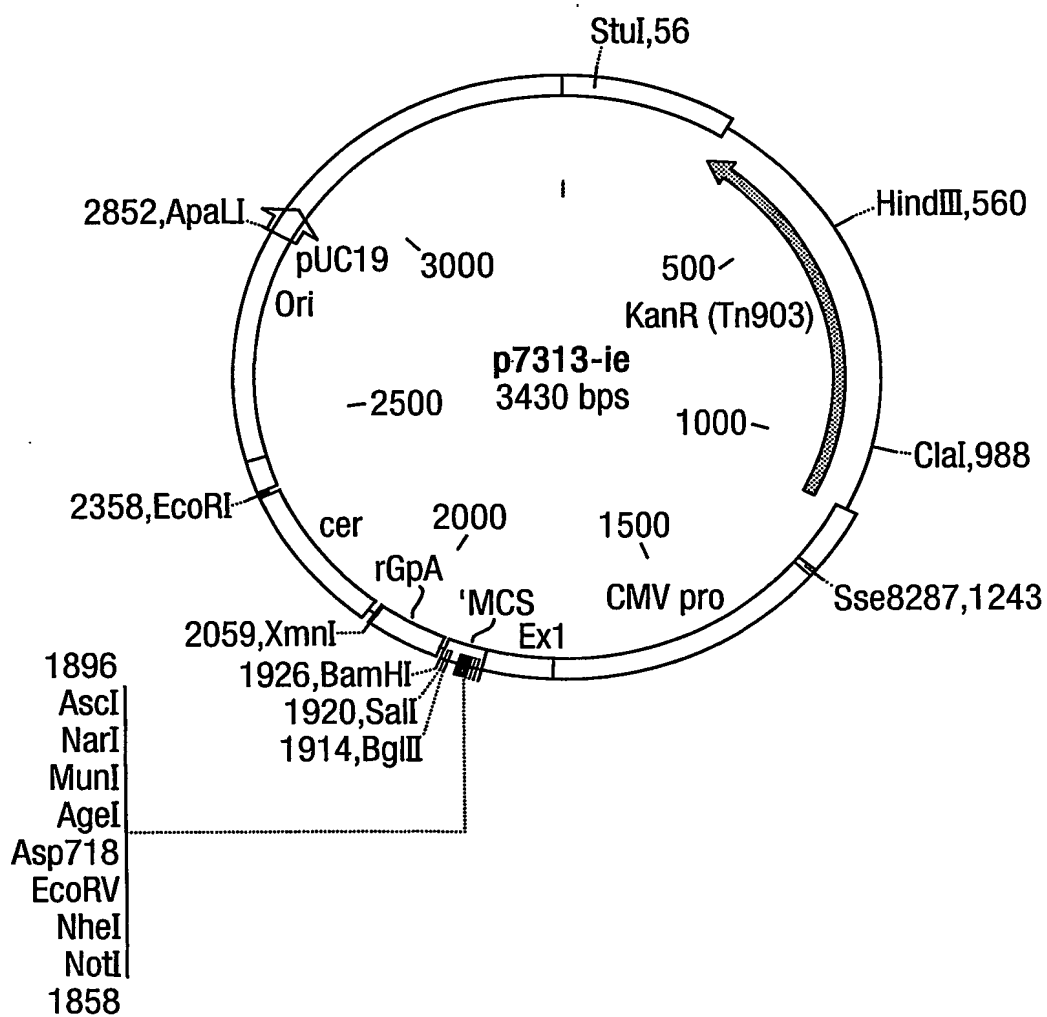 StuI,56
HindIII,560
2852,ApaLI
pUC19
Ori
3000
500
KanR (Tn903)
p7313-ie
3430 bps
2500
1000
ClaI,988
2358,EcoRI
cer
2000
1500
rGpA
'MCS
CMV pro
Sse8287,1243
Ex1
2059,XmnI
1926,BamHI
1920,SalI
1914,BglII
1896
AscI
NarI
MunI
AgeI
Asp718
EcoRV
NheI
NotI
1858